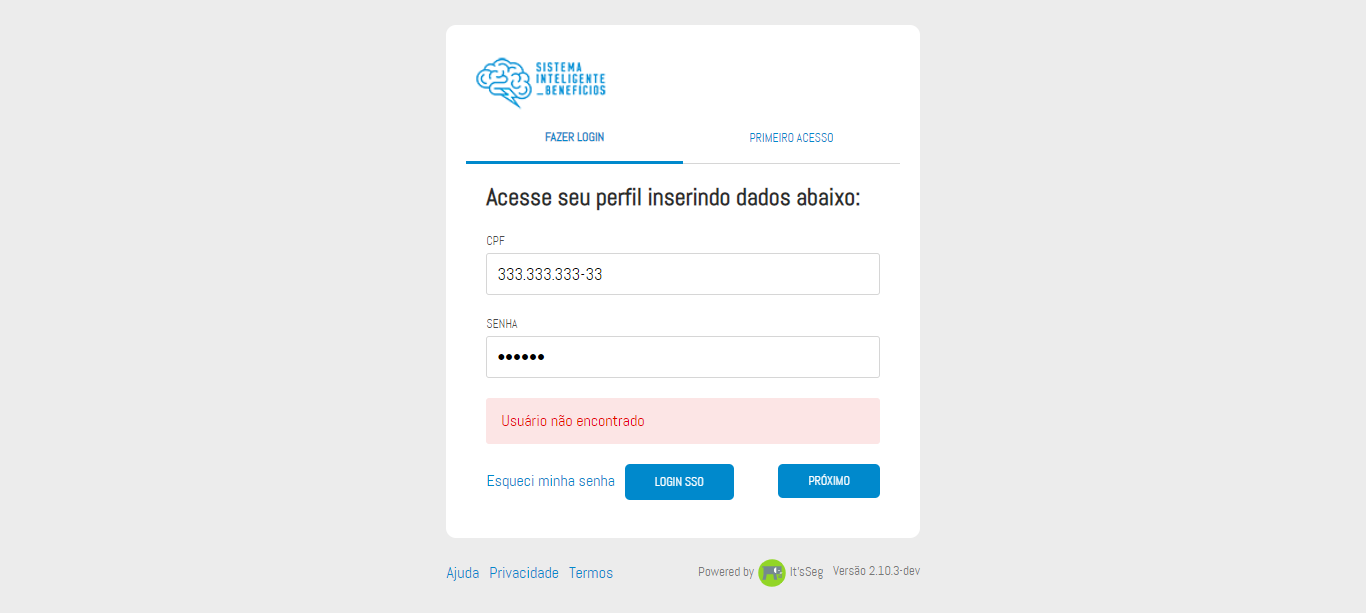 SISTEMA
INTELIGENTE
_BENEFÍCIOS
FAZER LOGIN
PRIMEIRO ACESSO
Acesse seu perfil inserindo dados abaixo:
CPF
333.333.333-33
SENHA
••••••
Usuário não encontrado
Esqueci minha senha
LOGIN SSO
PRÓXIMO
Ajuda Privacidade Termos
Powered by It'sSeg Versão 2.10.3-dev